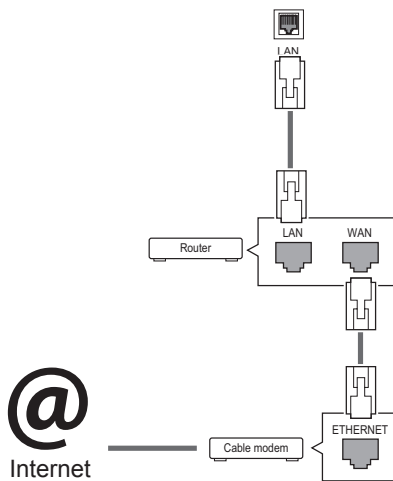 LAN
LAN
WAN
Router
ETHERNET
Cable modem
@
Internet